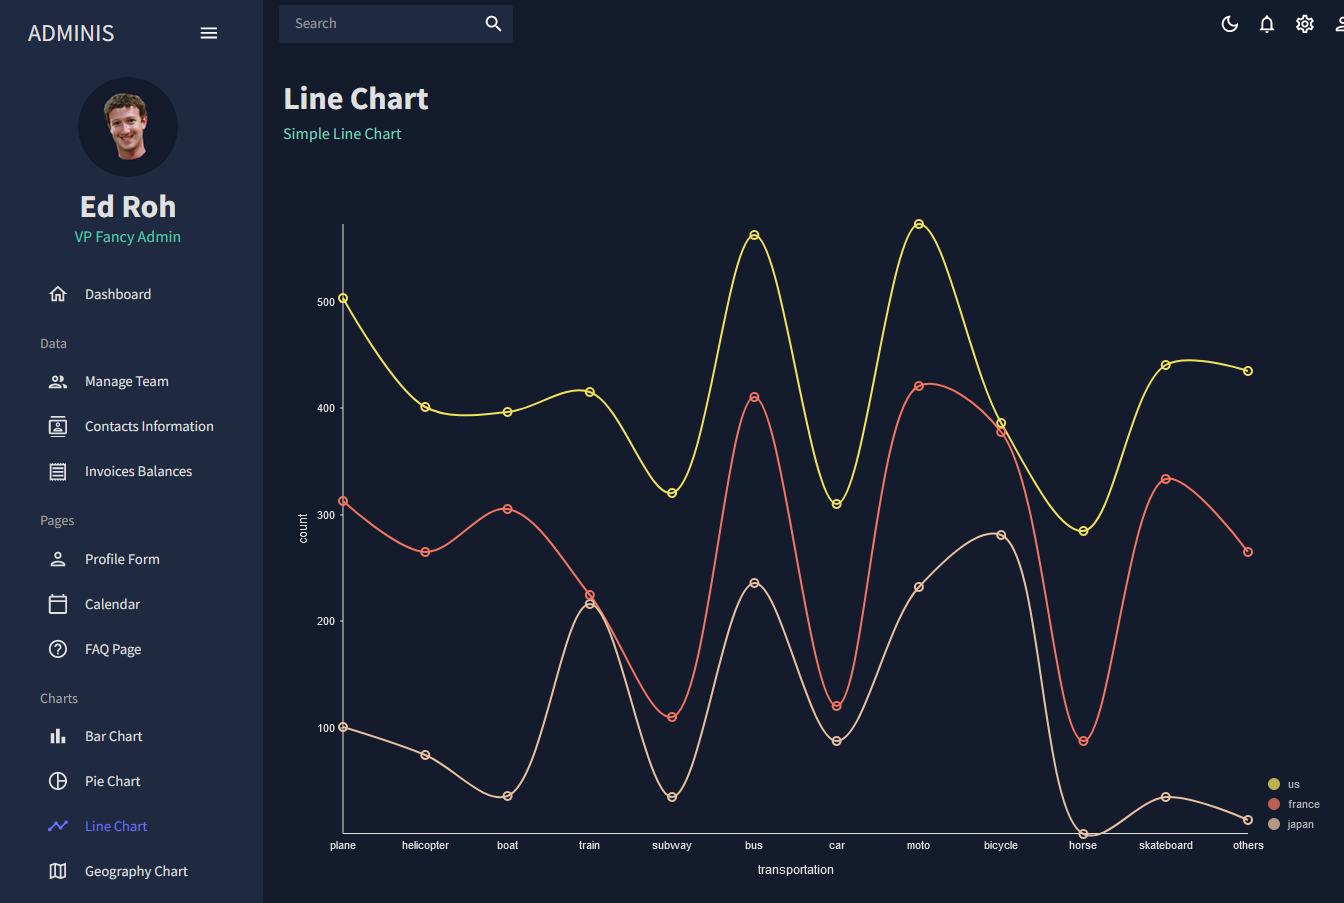 ADMINIS
Ed Roh
VP Fancy Admin
Dashboard
Data
Manage Team
Contacts Information
Invoices Balances
Pages
Profile Form
Calendar
FAQ Page
Charts
Bar Chart
Pie Chart
Line Chart
Geography Chart
Search
Line Chart
Simple Line Chart
500
400
300
200
100
count
plane helicopter boat train subway bus car moto bicycle horse skateboard others
transportation
us
france
japan